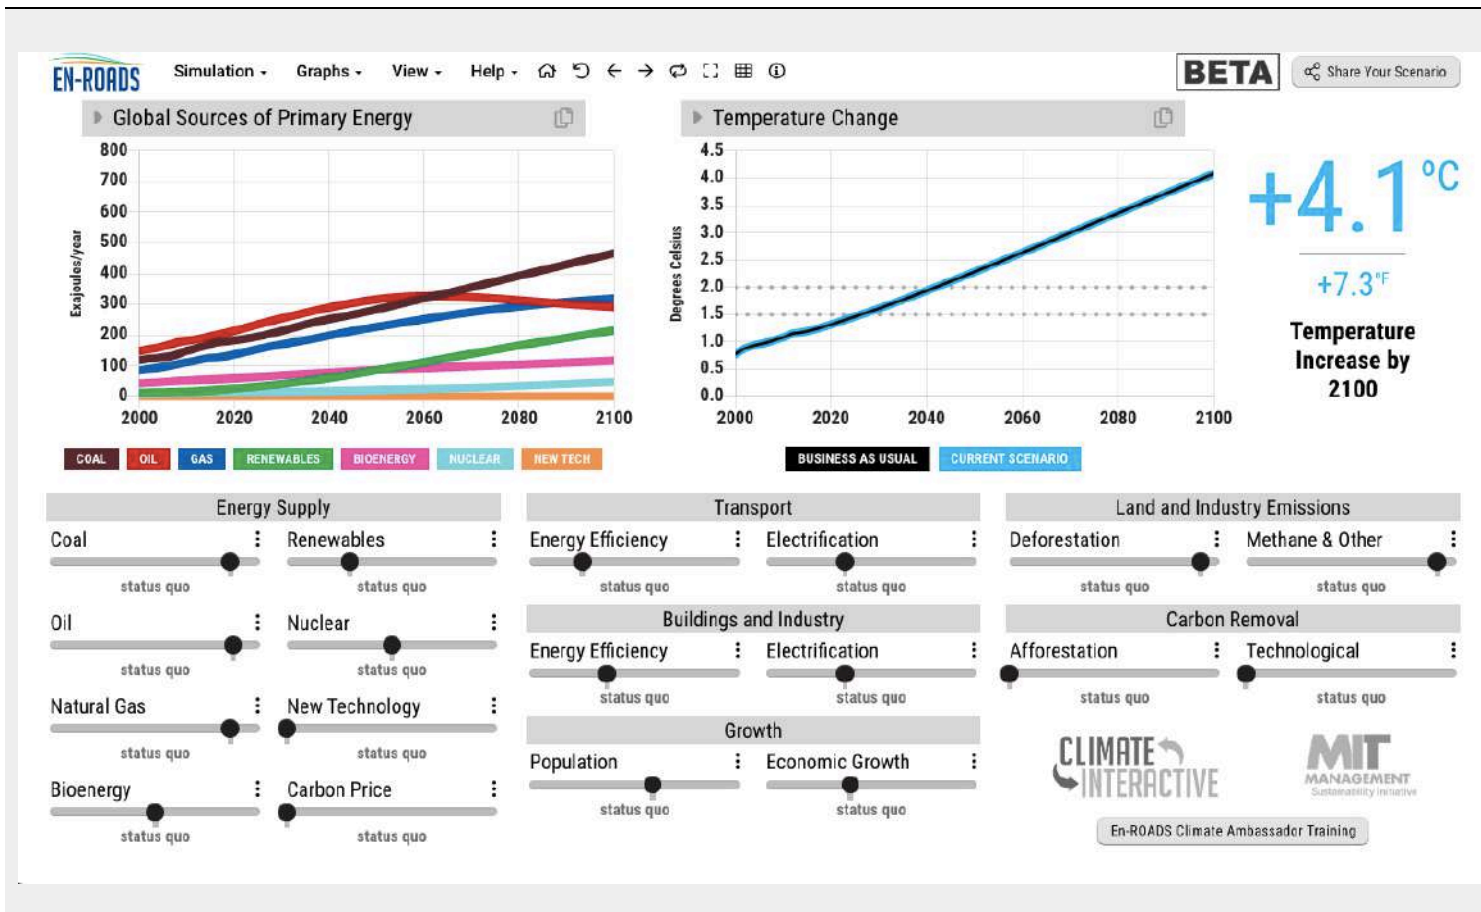 EN-ROADS
Simulation Graphs View Help
BETA
Share Your Scenario
Global Sources of Primary Energy
800
700
600
500
400
300
200
100
0
Exajoules/year
2000 2020 2040 2060 2080 2100
COAL OIL GAS RENEWABLES BIOENERGY NUCLEAR NEW TECH
Temperature Change
4.5
4.0
3.5
3.0
2.5
2.0
1.5
1.0
0.5
0.0
Degrees Celsius
2000 2020 2040 2060 2080 2100
BUSINESS AS USUAL CURRENT SCENARIO
+4.1 °C
+7.3°F
Temperature
Increase by
2100
Energy Supply
Coal Renewables
status quo status quo
Oil Nuclear
status quo status quo
Natural Gas New Technology
status quo status quo
Bioenergy Carbon Price
status quo status quo
Transport
Energy Efficiency Electrification
status quo status quo
Buildings and Industry
Energy Efficiency Electrification
status quo status quo
Growth
Population Economic Growth
status quo status quo
Land and Industry Emissions
Deforestation Methane & Other
status quo status quo
Carbon Removal
Afforestation Technological
status quo status quo
CLIMATE
INTERACTIVE
MIT
MANAGEMENT
Sustainability Initiative
En-ROADS Climate Ambassador Training